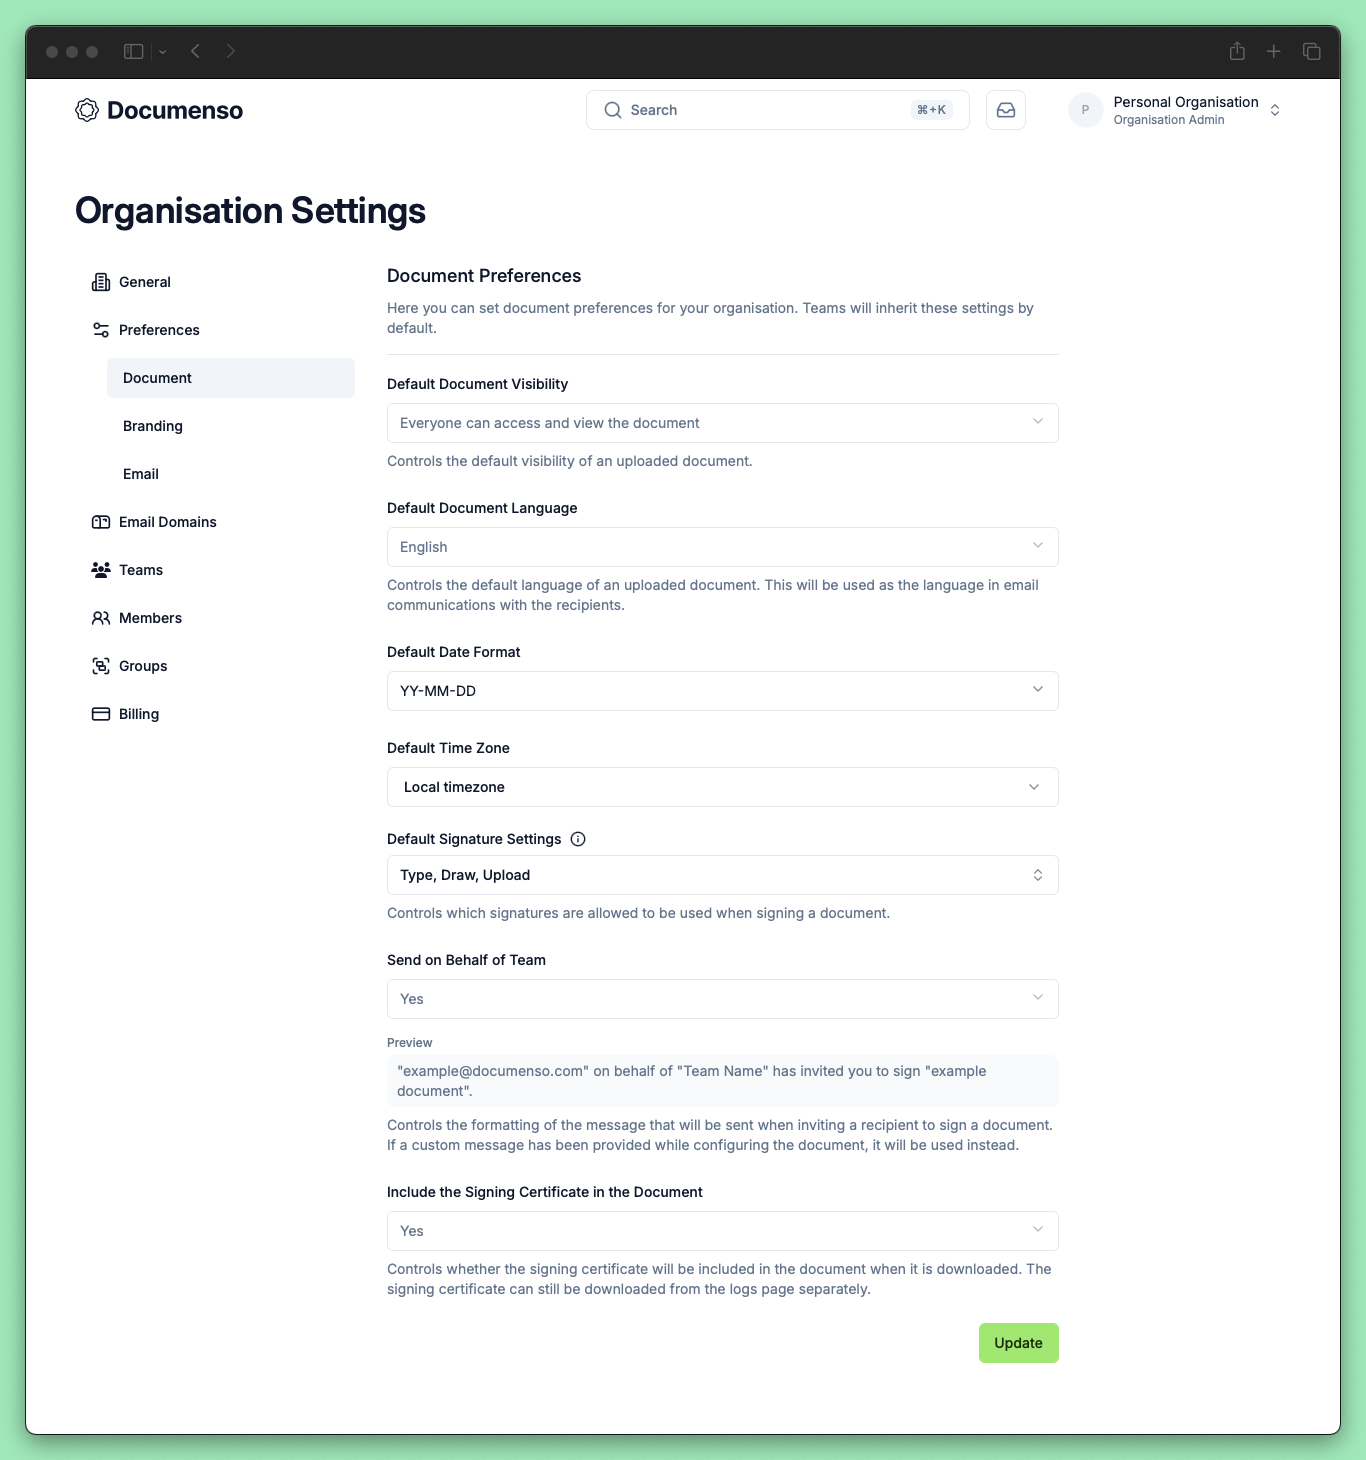 Documenso
Search
⌘+K
P
Personal Organisation
Organisation Admin
Organisation Settings
General
Preferences
Document
Branding
Email
Email Domains
Teams
Members
Groups
Billing
Document Preferences
Here you can set document preferences for your organisation. Teams will inherit these settings by
default.
Default Document Visibility
Everyone can access and view the document
Controls the default visibility of an uploaded document.
Default Document Language
English
Controls the default language of an uploaded document. This will be used as the language in email
communications with the recipients.
Default Date Format
YY-MM-DD
Default Time Zone
Local timezone
Default Signature Settings
Type, Draw, Upload
Controls which signatures are allowed to be used when signing a document.
Send on Behalf of Team
Yes
Preview
"example@documenso.com" on behalf of "Team Name" has invited you to sign "example
document".
Controls the formatting of the message that will be sent when inviting a recipient to sign a document.
If a custom message has been provided while configuring the document, it will be used instead.
Include the Signing Certificate in the Document
Yes
Controls whether the signing certificate will be included in the document when it is downloaded. The
signing certificate can still be downloaded from the logs page separately.
Update